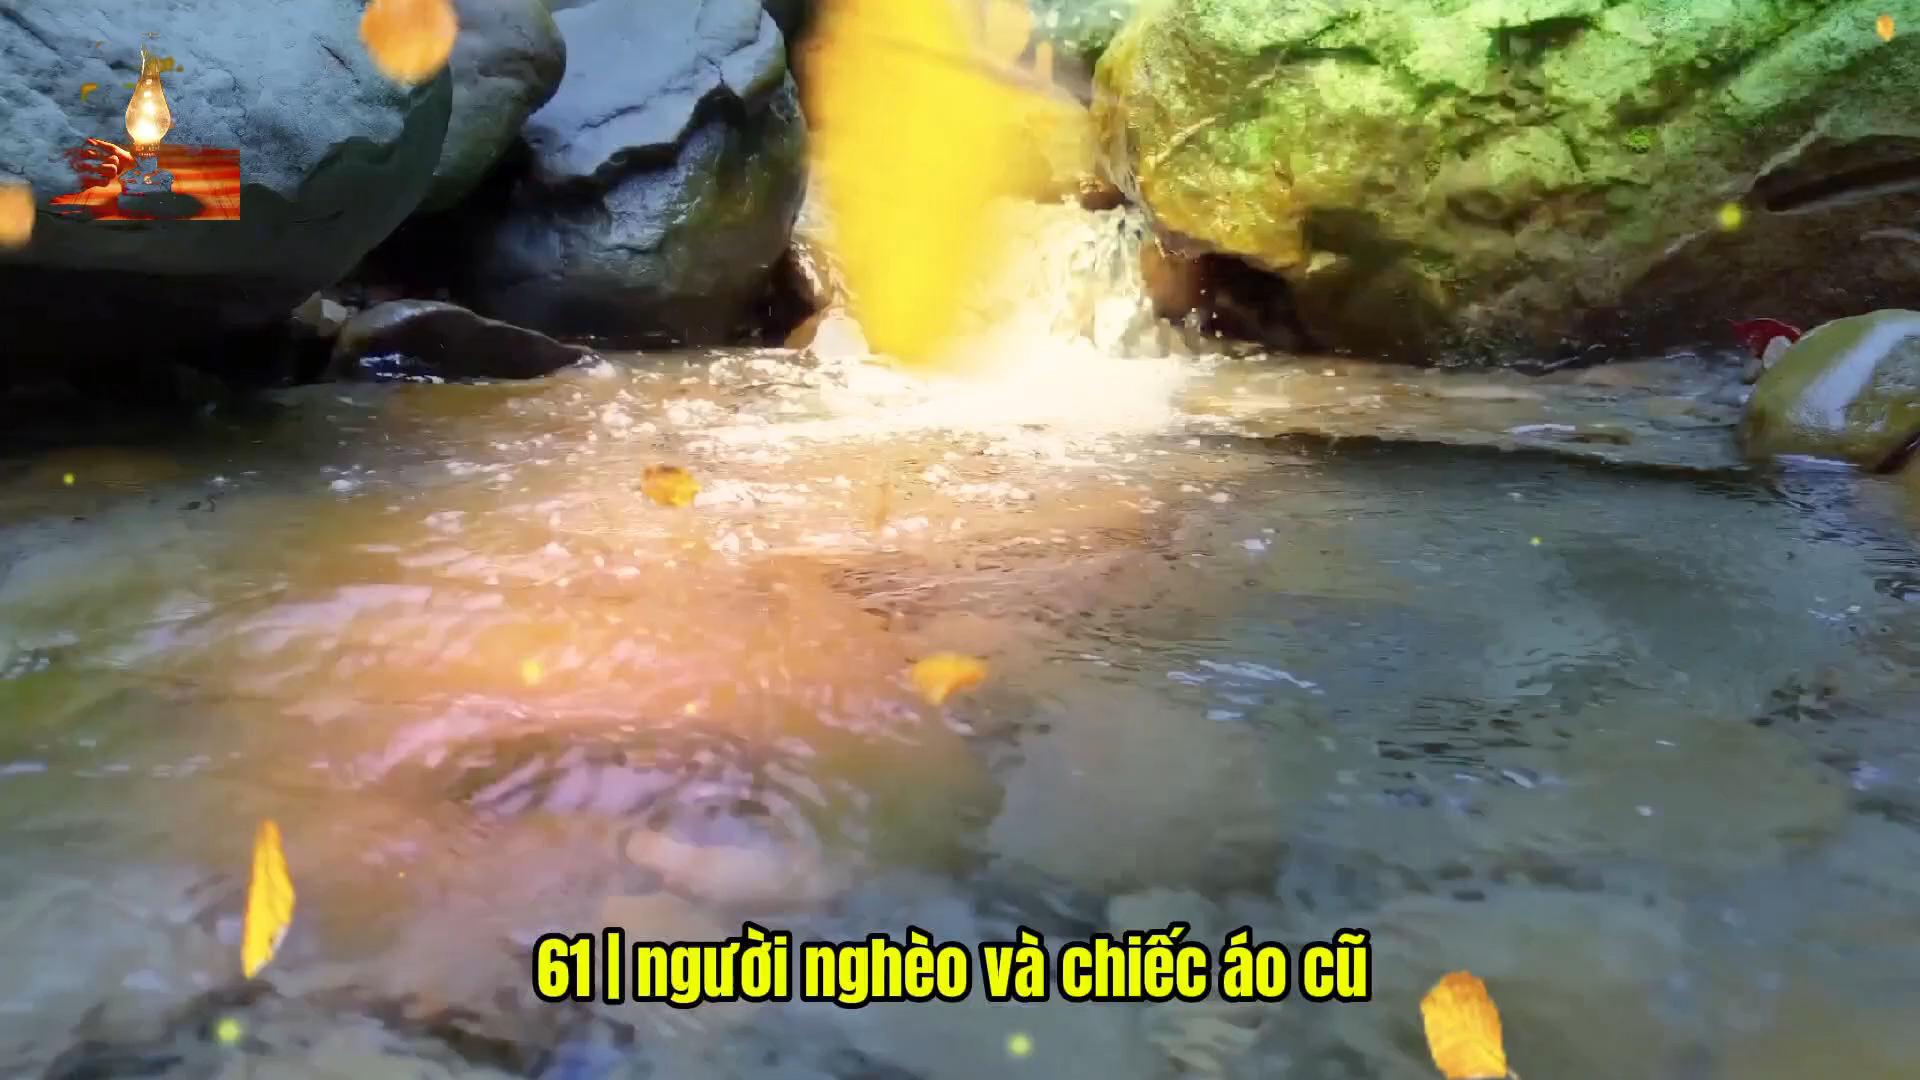 61 | người nghèo và chiếc áo cũ